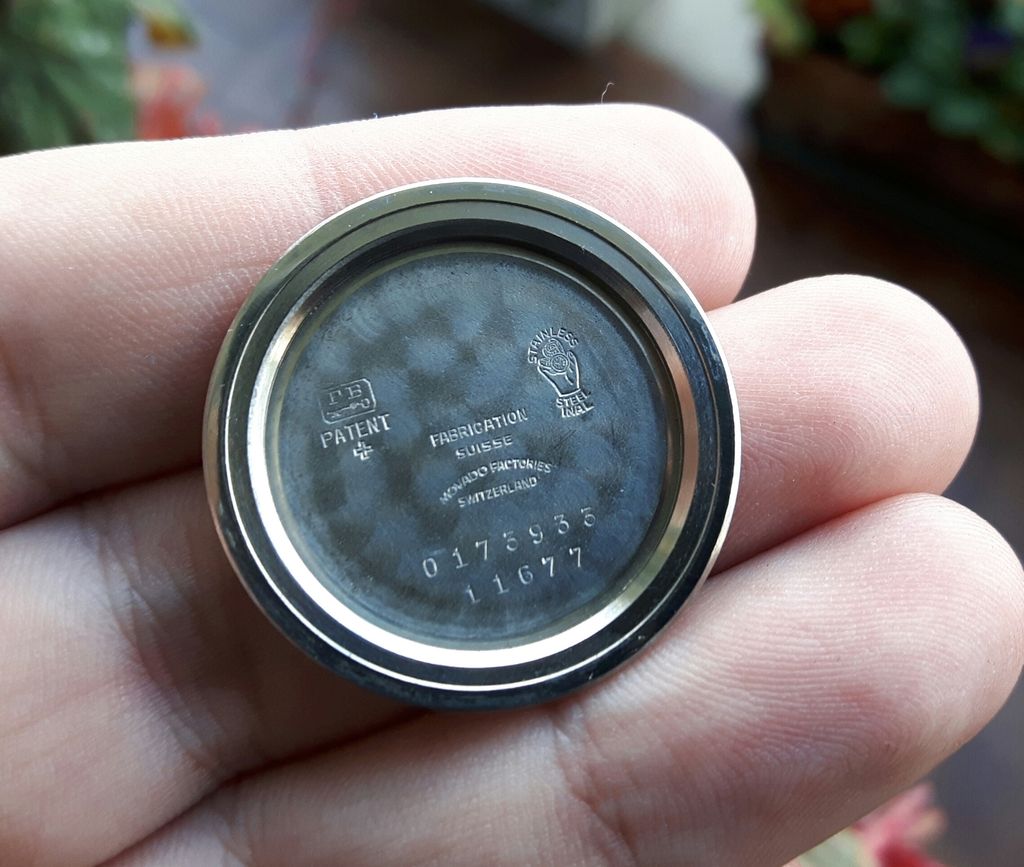 FB
PATENT
STAINLESS
STEEL
INAL
FABRICATION
SUISSE
MOVADO FACTORIES
SWITZERLAND
0173933
11677